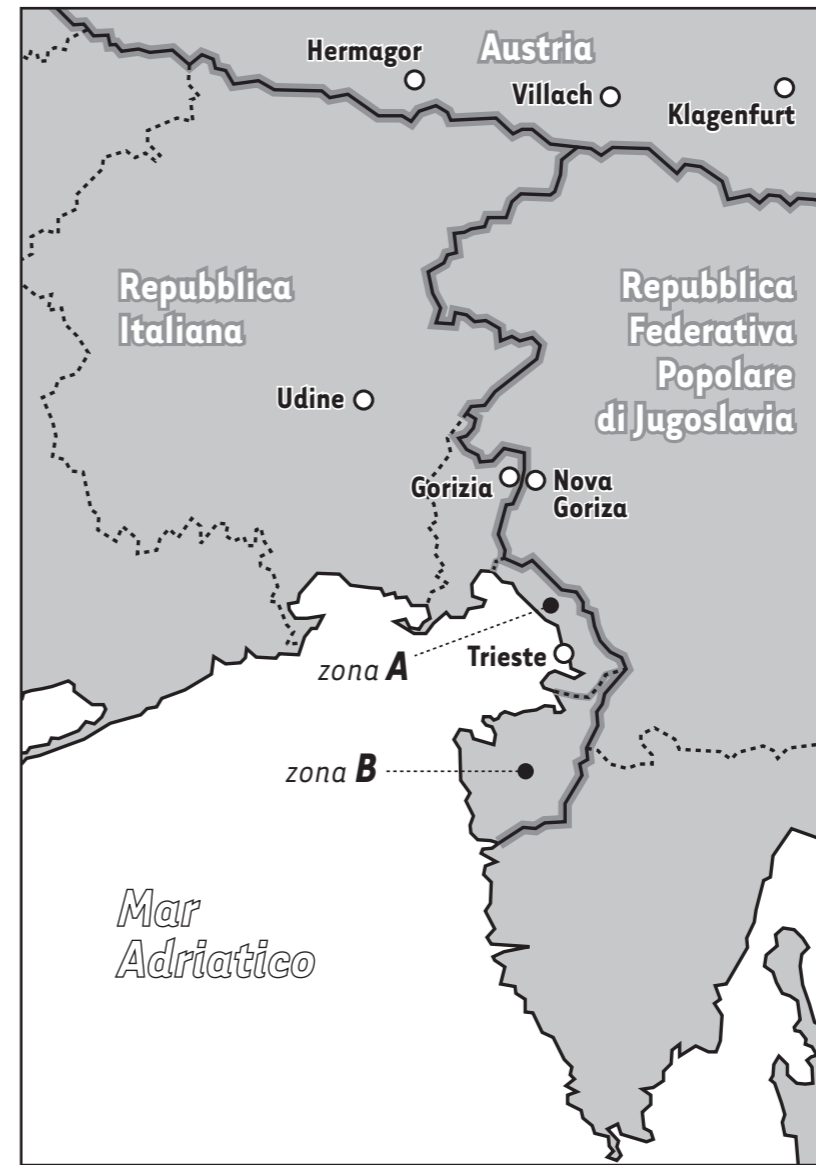 Hermagor
Austria
Villach
Klagenfurt
Repubblica
Italiana
Repubblica
Federativa
Popolare
di Jugoslavia
Udine
Gorizia
Nova
Goriza
zona A
Trieste
zona B
Mar
Adriatico